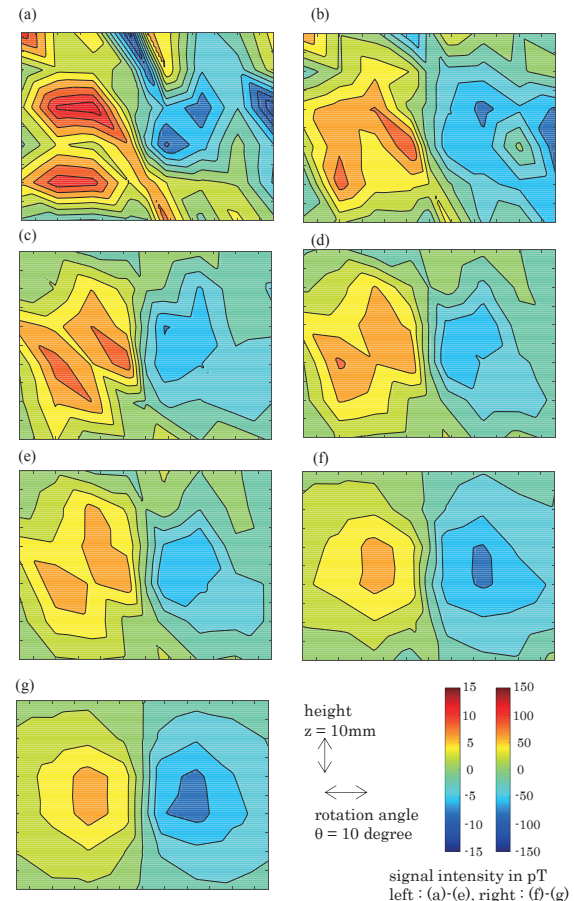 (a)
(b)
(c)
(d)
(e)
(f)
(g)
height
z = 10mm
rotation angle
θ = 10 degree
15 150
10 100
5 50
0 0
-5 -50
-10 -100
-15 -150
signal intensity in pT
left : (a)-(e), right : (f)-(g)